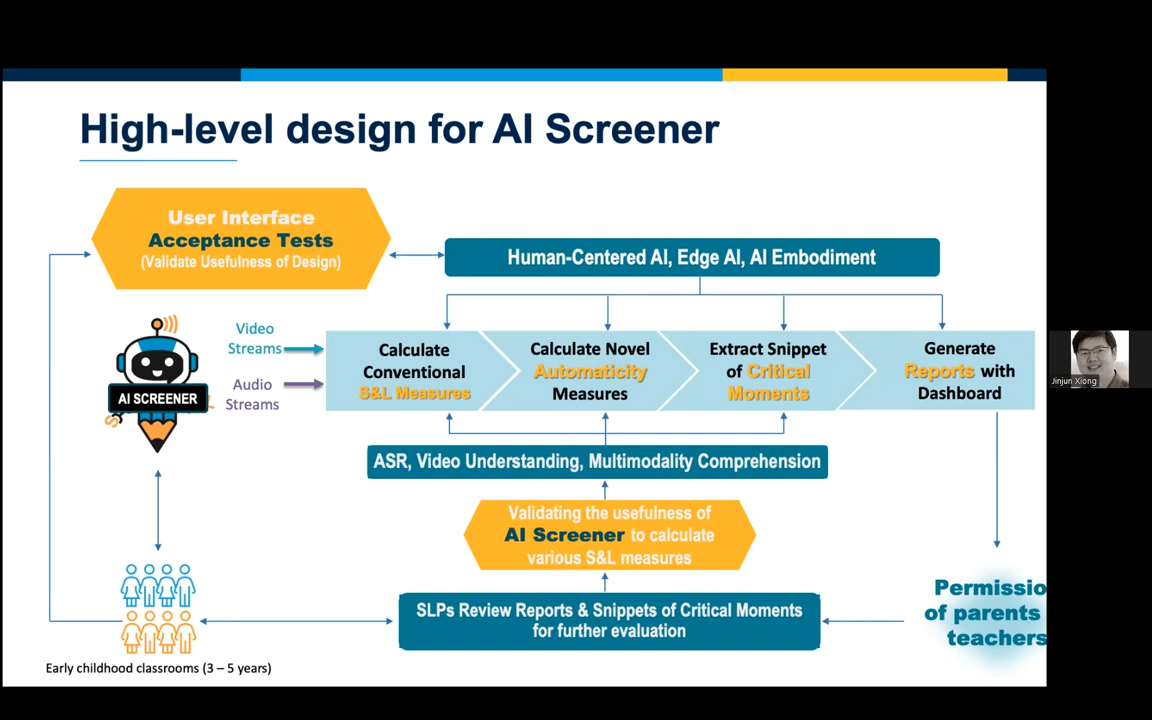 High-level design for AI Screener
User Interface
Acceptance Tests
(Validate Usefulness of Design)
Human-Centered AI, Edge AI, AI Embodiment
Video
Streams
Audio
Streams
AI SCREENER
Calculate
Conventional
S&L Measures
Calculate Novel
Automaticity
Measures
Extract Snippet
of Critical
Moments
Generate
Reports with
Dashboard
Jinjun Xiong
ASR, Video Understanding, Multimodality Comprehension
Validating the usefulness of
AI Screener to calculate
various S&L measures
SLPs Review Reports & Snippets of Critical Moments
for further evaluation
Permissio
of parents
teachers
Early childhood classrooms (3 – 5 years)